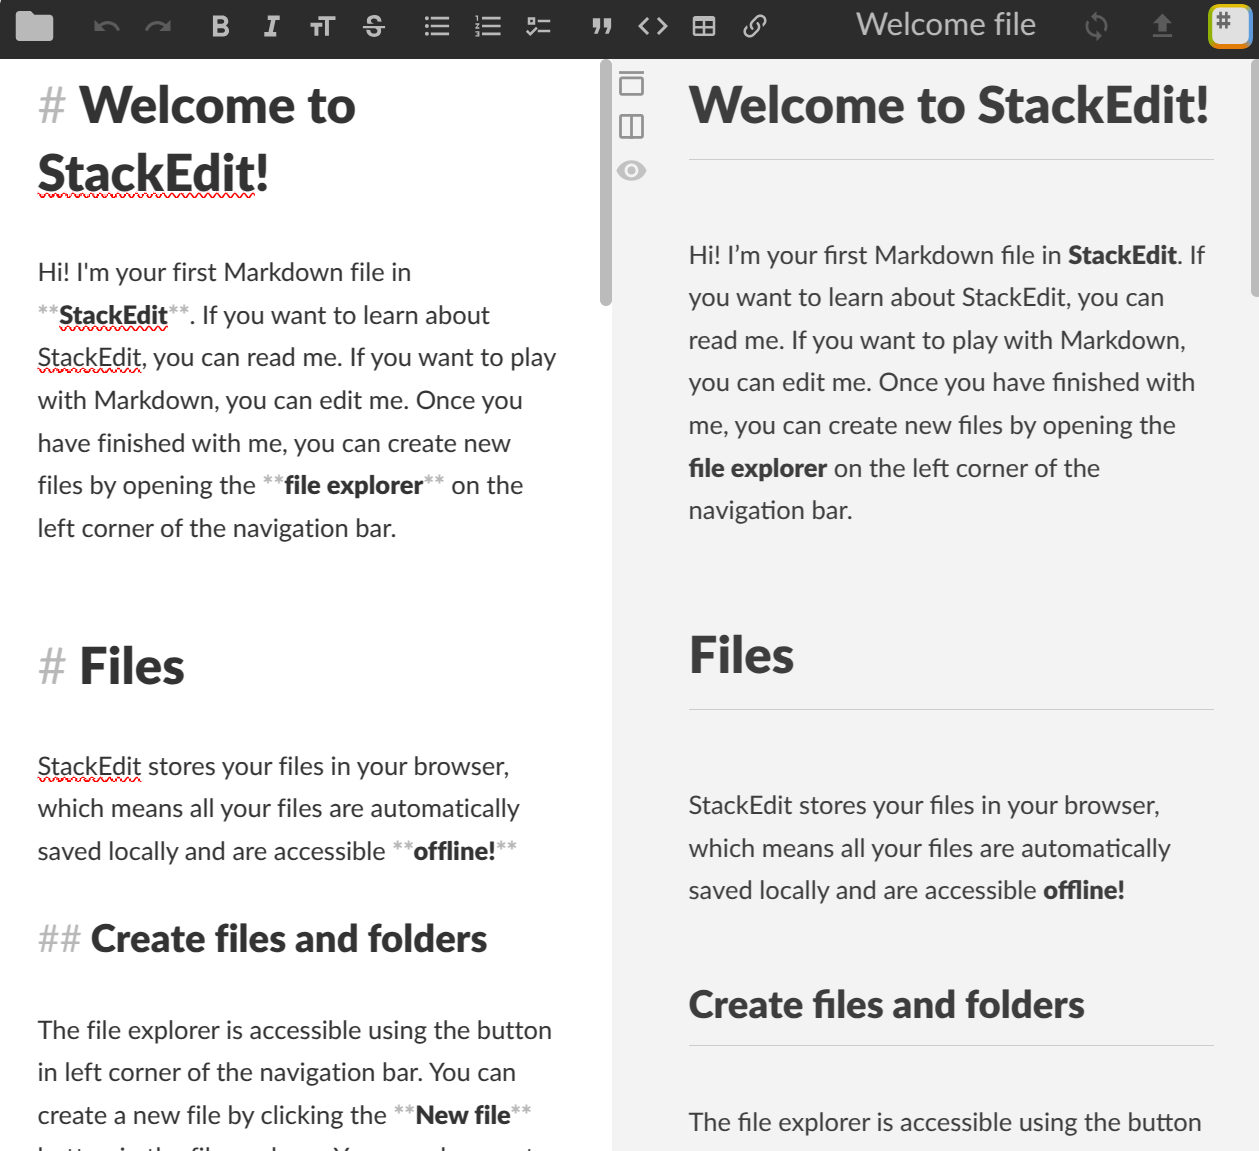 Welcome file
# Welcome to
StackEdit!
Hi! I'm your first Markdown file in
**StackEdit**. If you want to learn about
StackEdit, you can read me. If you want to play
with Markdown, you can edit me. Once you
have finished with me, you can create new
files by opening the **file explorer** on the
left corner of the navigation bar.
# Files
StackEdit stores your files in your browser,
which means all your files are automatically
saved locally and are accessible **offline!**
## Create files and folders
The file explorer is accessible using the button
in left corner of the navigation bar. You can
create a new file by clicking the **New file**
Welcome to StackEdit!
Hi! I’m your first Markdown file in StackEdit. If
you want to learn about StackEdit, you can
read me. If you want to play with Markdown,
you can edit me. Once you have finished with
me, you can create new files by opening the
file explorer on the left corner of the
navigation bar.
Files
StackEdit stores your files in your browser,
which means all your files are automatically
saved locally and are accessible offline!
Create files and folders
The file explorer is accessible using the button